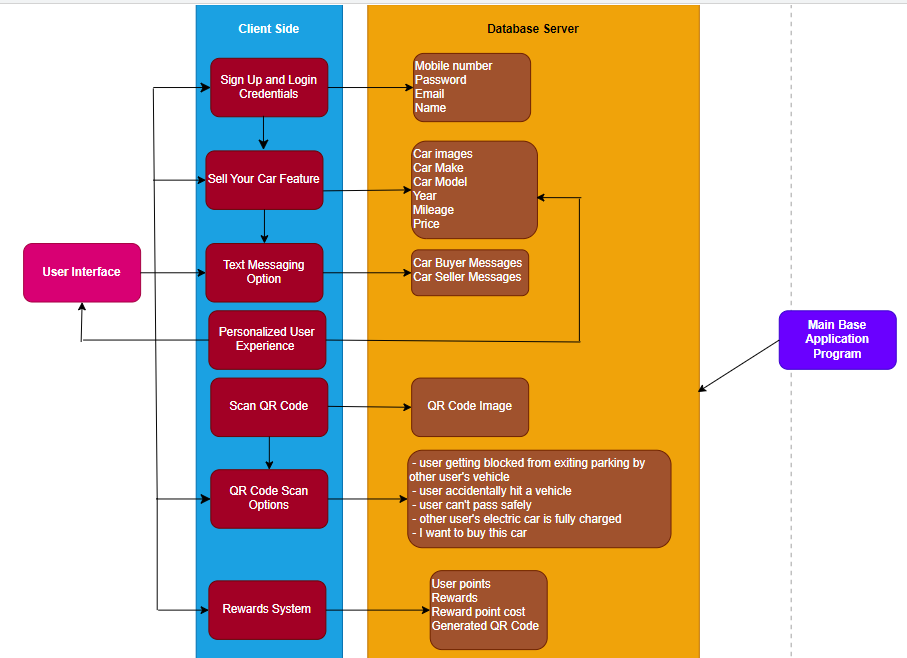 Client Side
Database Server
Sign Up and Login
Credentials
Mobile number
Password
Email
Name
Sell Your Car Feature
Car images
Car Make
Car Model
Year
Mileage
Price
User Interface
Text Messaging
Option
Car Buyer Messages
Car Seller Messages
Personalized User
Experience
Main Base
Application
Program
Scan QR Code
QR Code Image
QR Code Scan
Options
- user getting blocked from exiting parking by
other user's vehicle
- user accidentally hit a vehicle
- user can't pass safely
- other user's electric car is fully charged
- I want to buy this car
Rewards System
User points
Rewards
Reward point cost
Generated QR Code